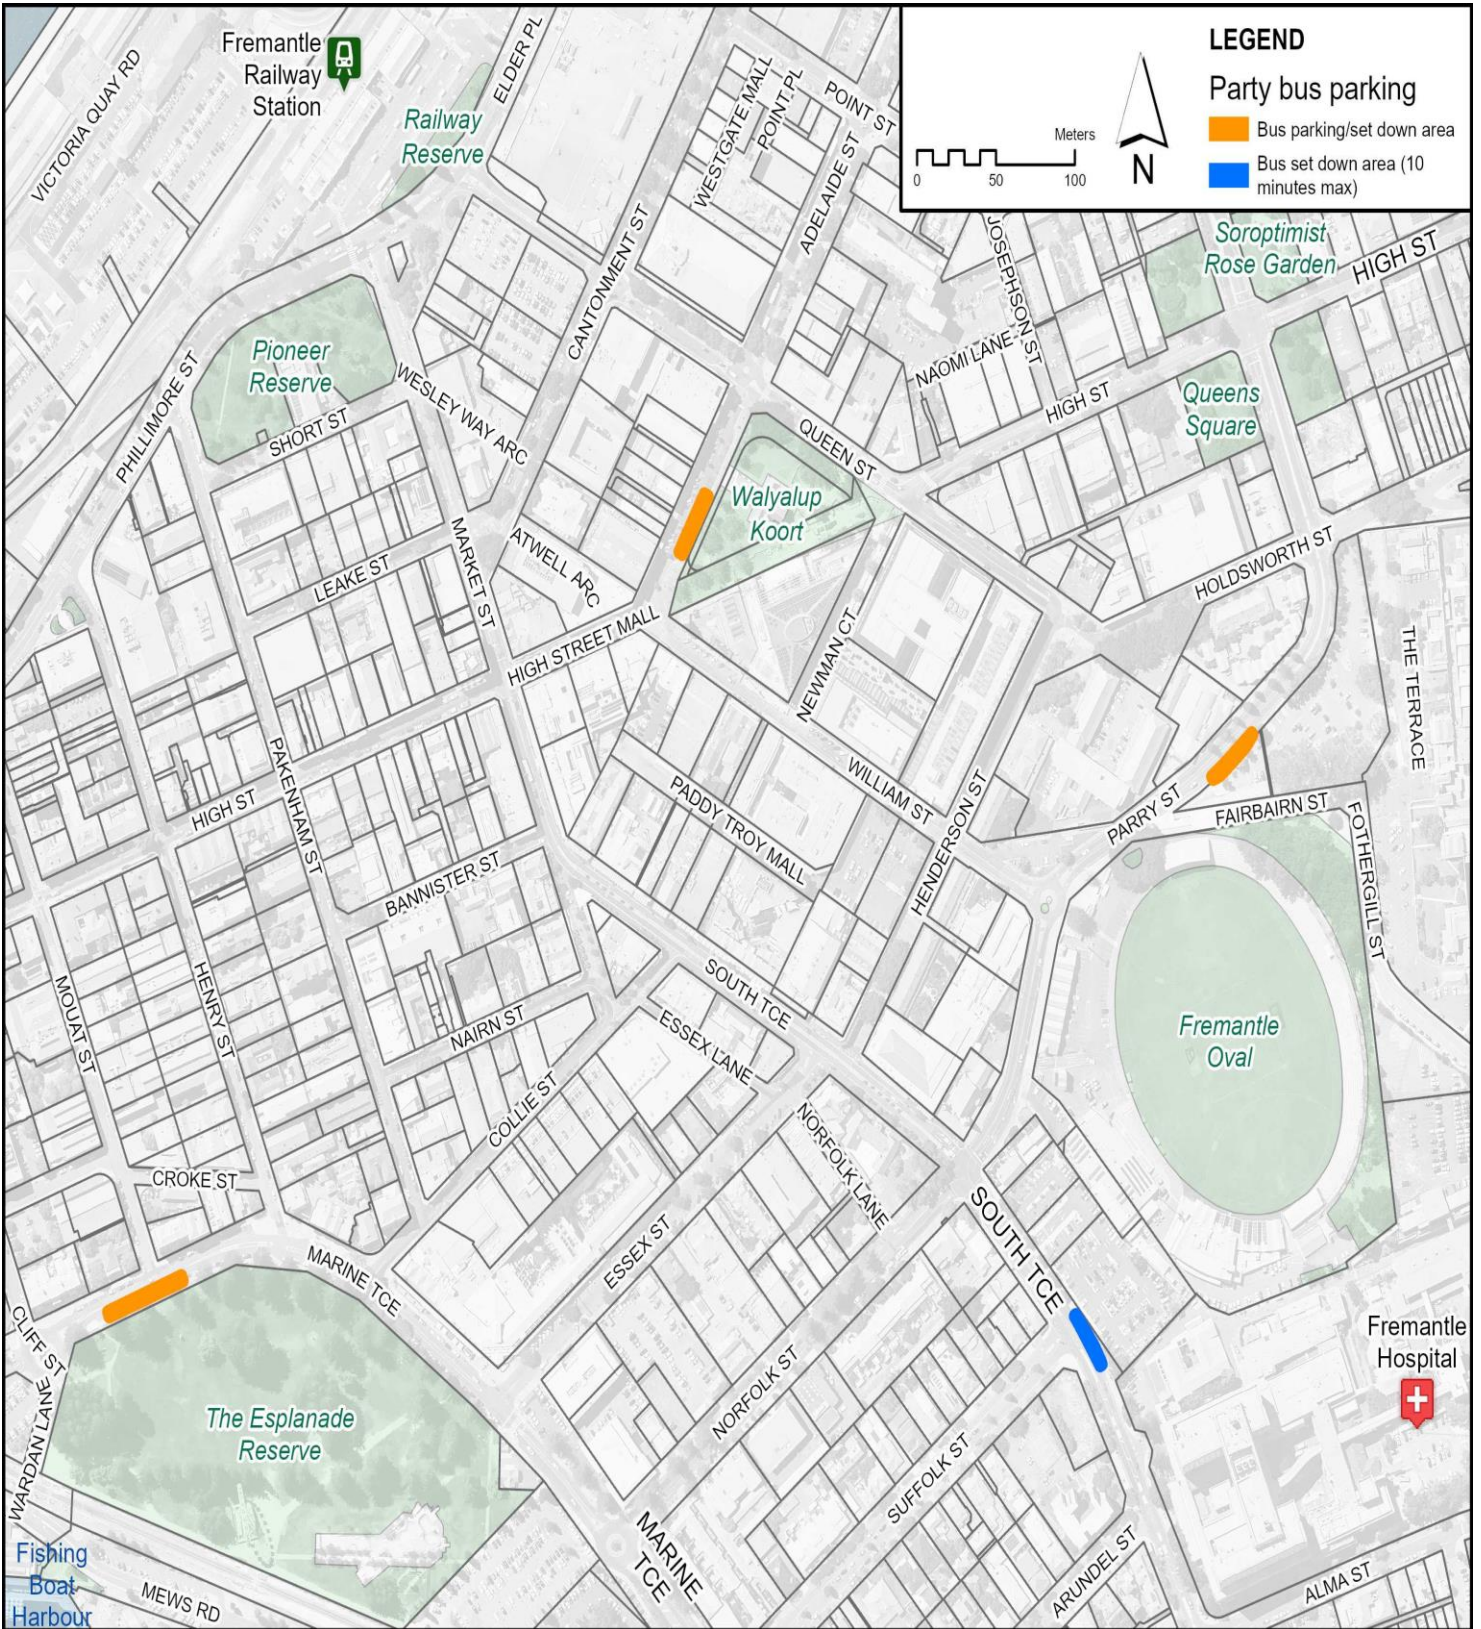 LEGEND
Party bus parking
Bus parking/set down area
Bus set down area (10
minutes max)
Meters
0 50 100
N
Fremantle
Railway
Station
VICTORIA QUAY RD
Railway
Reserve
ELDER PL
WESTGATE MALL
POINT PL
POINT ST
ADELAIDE ST
CANTONMENT ST
JOSEPHSON ST
Soroptimist
Rose Garden
HIGH ST
Pioneer
Reserve
PHILLIMORE ST
SHORT ST
WESLEY WAY ARC
NAOMI LANE
HIGH ST
Queens
Square
QUEEN ST
Walyalup
Koort
LEAKE ST
MARKET ST
ATWELL ARC
HOLDSWORTH ST
HIGH STREET MALL
NEWMAN CT
THE TERRACE
PAKENHAM ST
HIGH ST
PADDY TROY MALL
WILLIAM ST
HENDERSON ST
PARRY ST
FAIRBAIRN ST
FOTHERGILL ST
BANNISTER ST
MOUAT ST
HENRY ST
NAIRN ST
SOUTH TCE
ESSEX LANE
Fremantle
Oval
COLLIE ST
NORFOLK LANE
CROKE ST
MARINE TCE
ESSEX ST
SOUTH TCE
CLIFF ST
WARDAN LANE
The Esplanade
Reserve
NORFOLK ST
SUFFOLK ST
Fremantle
Hospital
MARINE
TCE
ARUNDEL ST
ALMA ST
Fishing
Boat
Harbour
MEWS RD